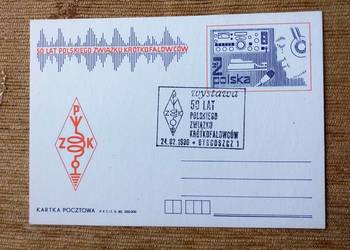 50 LAT POLSKIEGO ZWIĄZKU KRÓTKOFALOWCÓW
polska
P
Z K
wystawa
50 LAT
POLSKIEGO
ZWIĄZKU
KRÓTKOFALOWCÓW
24.02.1980 * BYDGOSZCZ 1
P
Z K
KARTKA POCZTOWA